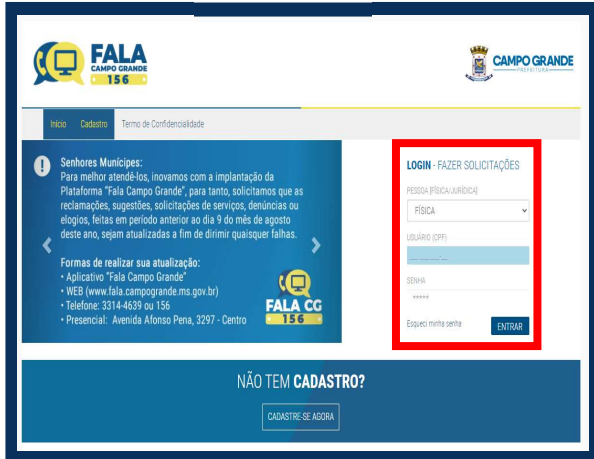 FALA
CAMPO GRANDE
156
CAMPO GRANDE
PREFEITURA
Início Cadastro Termo de Confidencialidade
Senhores Munícipes:
Para melhor atendê-los, inovamos com a implantação da
Plataforma “Fala Campo Grande”, para tanto, solicitamos que as
reclamações, sugestões, solicitações de serviços, denúncias ou
elogios, feitas em período anterior ao dia 9 do mês de agosto
deste ano, sejam atualizadas a fim de dirimir quaisquer falhas.
Formas de realizar sua atualização:
• Aplicativo “Fala Campo Grande”
• WEB (www.fala.campogrande.ms.gov.br)
• Telefone: 3314-4639 ou 156
• Presencial: Avenida Afonso Pena, 3297 - Centro
FALA CG
156
LOGIN - FAZER SOLICITAÇÕES
PESSOA [FÍSICA/JURÍDICA]
FÍSICA
USUÁRIO (CPF)
___.___.___-__
SENHA
*****
Esqueci minha senha ENTRAR
NÃO TEM CADASTRO?
CADASTRE-SE AGORA